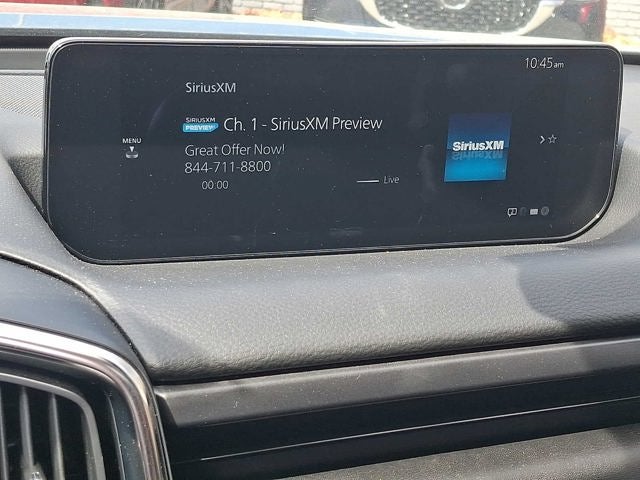 10:45am
SiriusXM
SIRIUSXM
PREVIEW
Ch. 1 - SiriusXM Preview
MENU
Great Offer Now!
844-711-8800
00:00
Live
SiriusXM